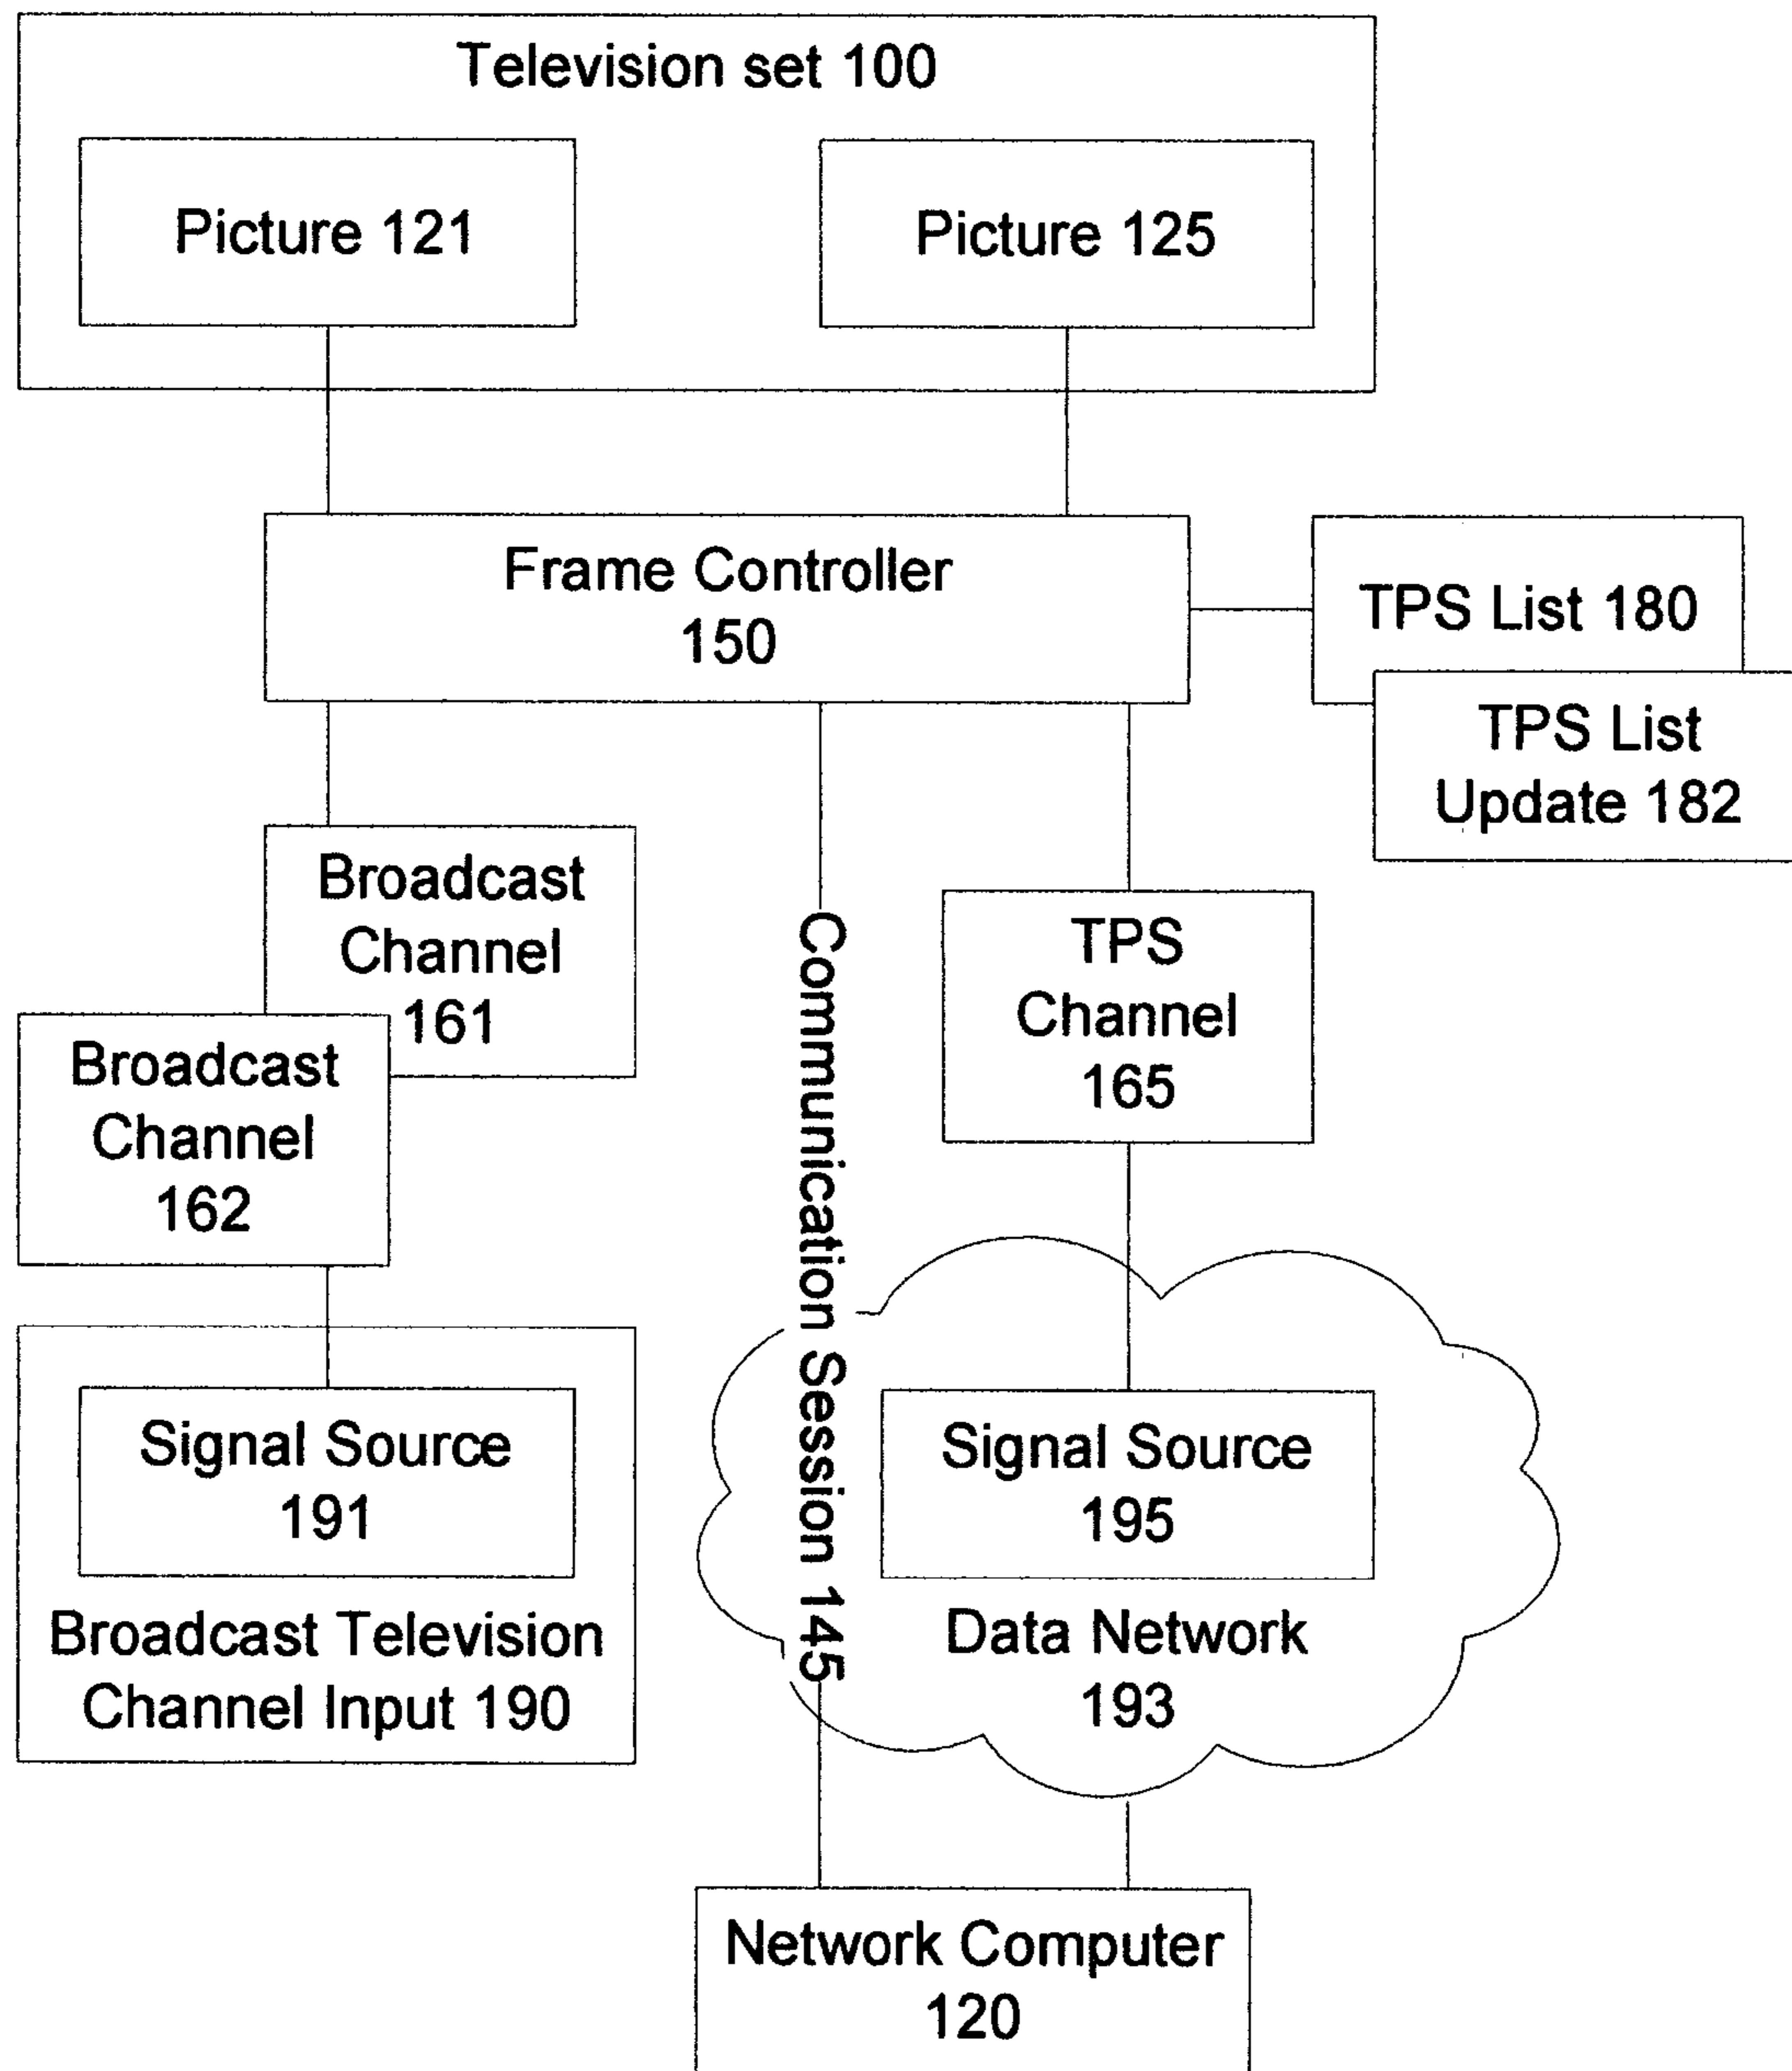 Television set 100
Picture 121
Picture 125
Frame Controller
150
TPS List 180
TPS List
Update 182
Broadcast
Channel
161
Broadcast
Channel
162
Communication Session 145
TPS
Channel
165
Signal Source
191
Broadcast Television
Channel Input 190
Signal Source
195
Data Network
193
Network Computer
120